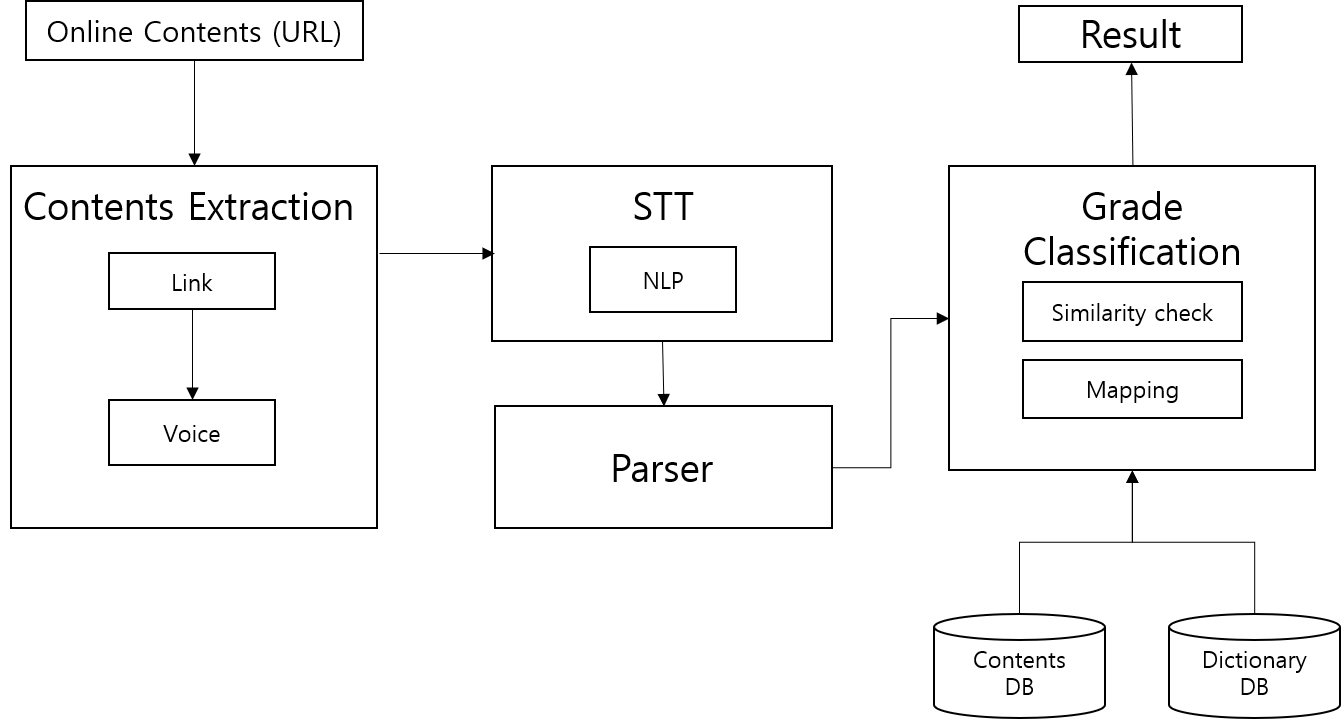 Online Contents (URL)
Contents Extraction
Link
Voice
STT
NLP
Parser
Result
Grade
Classification
Similarity check
Mapping
Contents
DB
Dictionary
DB